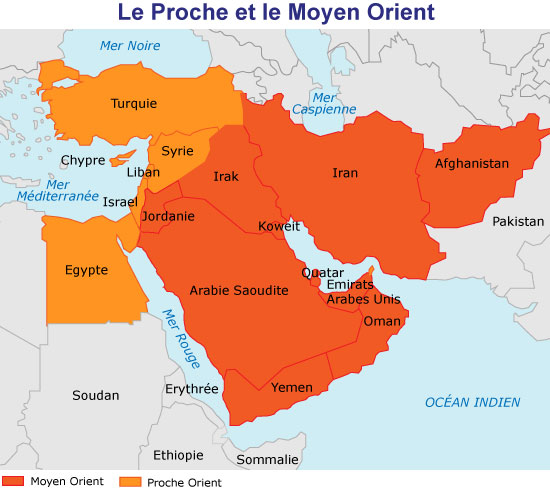 Le Proche et le Moyen Orient
Mer Noire
Turquie
Mer
Caspienne
Chypre
Syrie
Liban
Irak
Iran
Afghanistan
Mer
Méditerranée
Israel
Jordanie
Koweit
Pakistan
Egypte
Arabie Saoudite
Quatar
Emirats
Arabes Unis
Oman
Mer Rouge
Soudan
Erythrée
Yemen
OCÉAN INDIEN
Ethiopie
Sommalie
Moyen Orient
Proche Orient